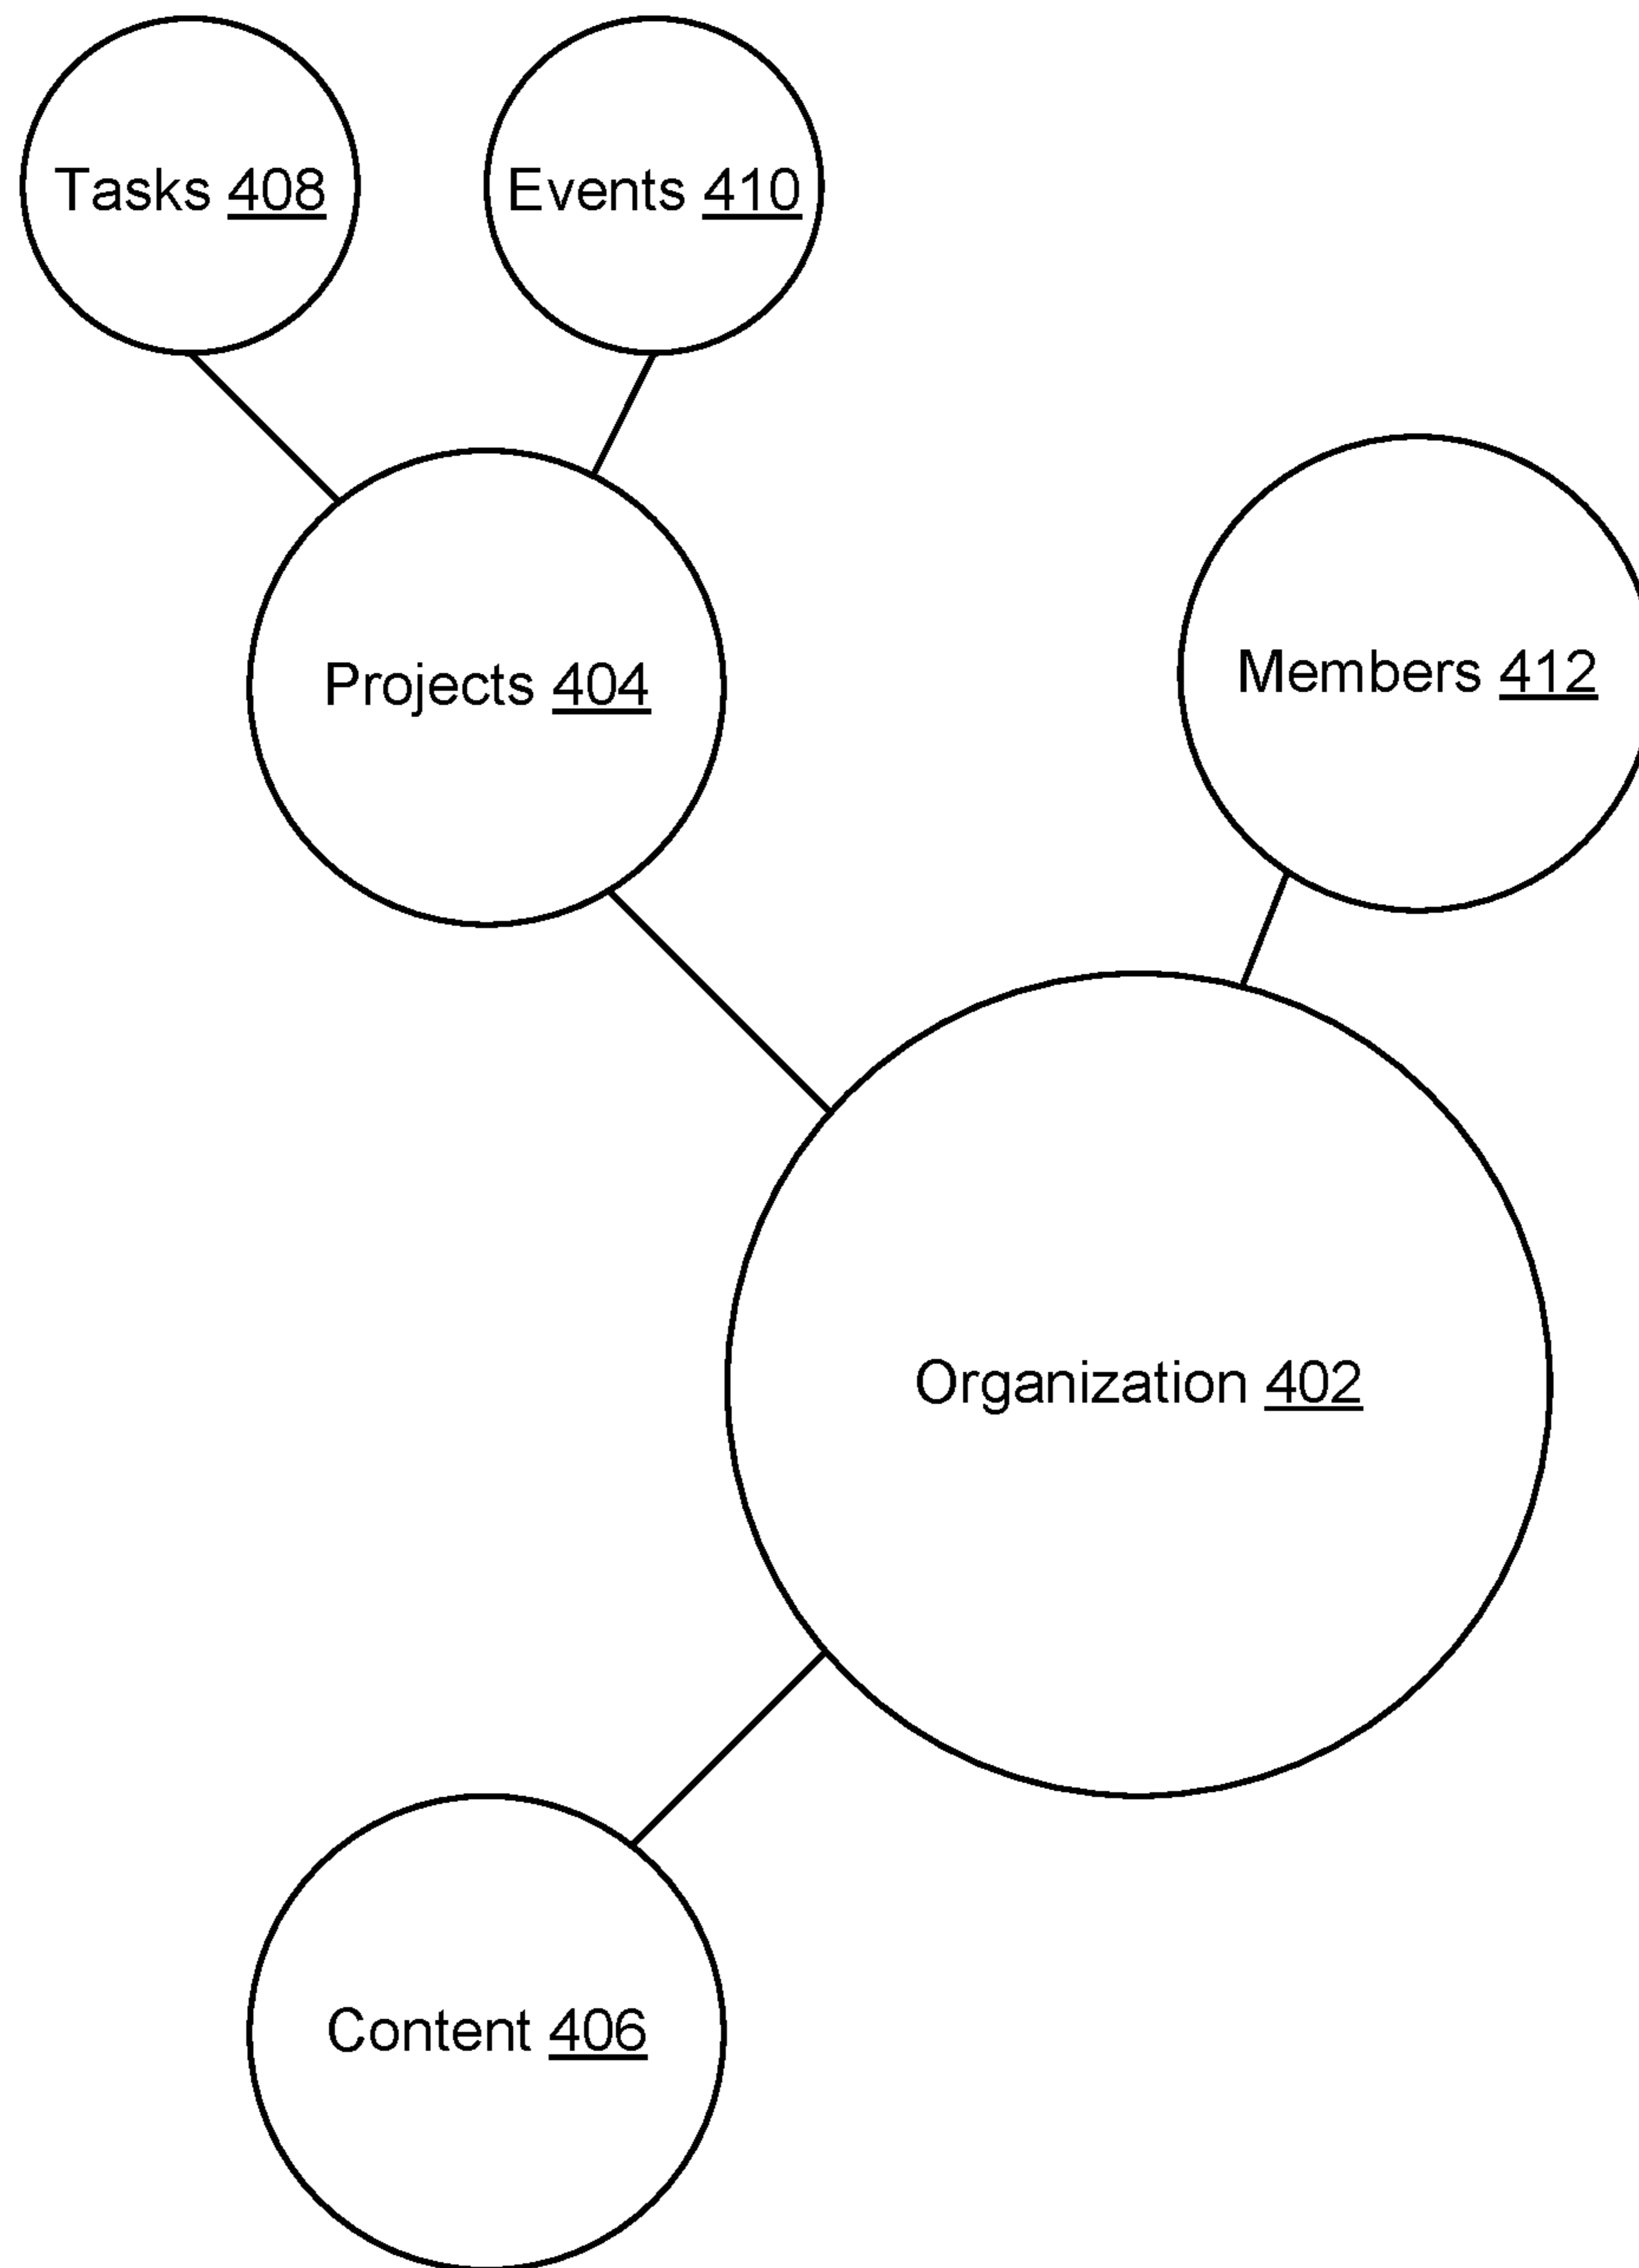 Tasks 408
Events 410
Projects 404
Members 412
Organization 402
Content 406